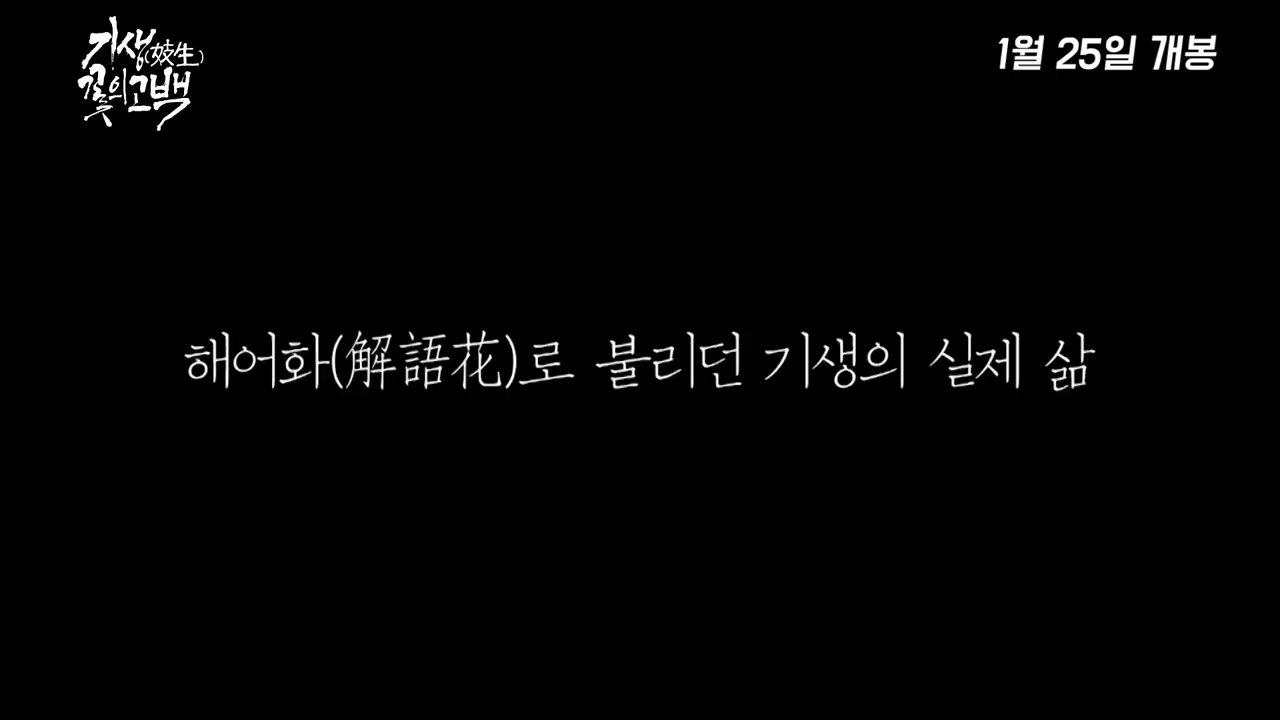 기생(妓生)
꽃의고백
1월 25일 개봉
해어화(解語花)로 불리던 기생의 실제 삶